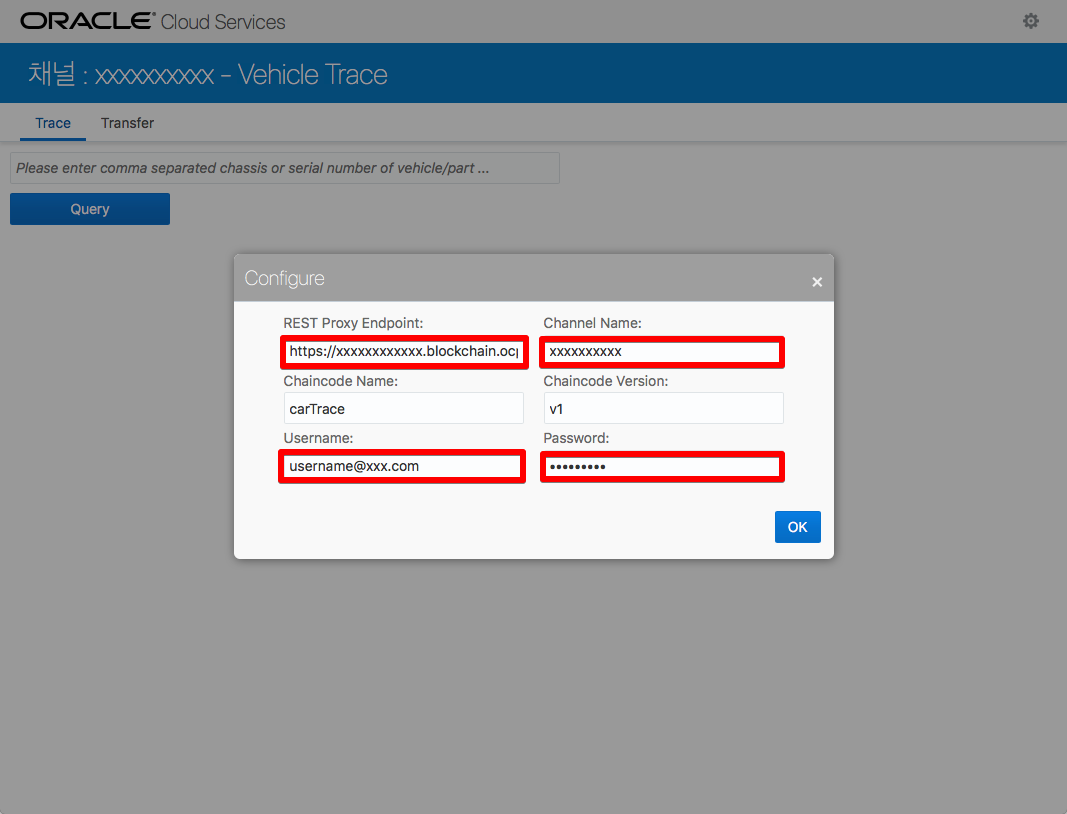 ORACLE® Cloud Services
채널 : xxxxxxxxxx - Vehicle Trace
Trace Transfer
Please enter comma separated chassis or serial number of vehicle/part ...
Query
Configure ×
REST Proxy Endpoint: Channel Name:
https://xxxxxxxxxxxx.blockchain.ocp xxxxxxxxxx
Chaincode Name: Chaincode Version:
carTrace v1
Username: Password:
username@xxx.com •••••••••
OK